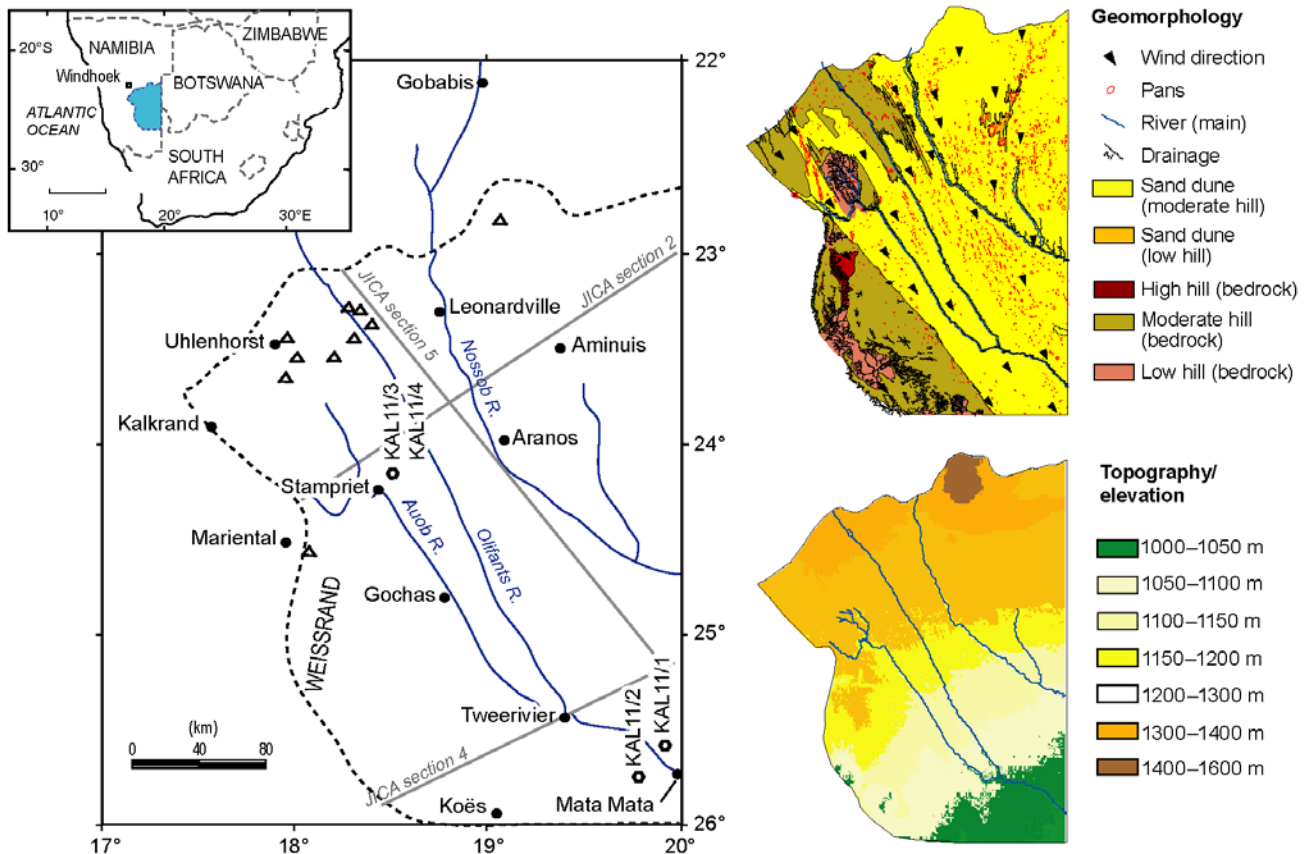 NAMIBIA
ZIMBABWE
20°S
Windhoek
BOTSWANA
ATLANTIC
OCEAN
SOUTH
AFRICA
30°
10°
20°
30°E
22°
23°
24°
25°
26°
17°
18°
19°
20°
Gobabis
JICA section 2
JICA section 5
Leonardville
Uhlenhorst
Nossob R.
Aminuis
Kalkrand
KAL11/3
KAL11/4
Aranos
Stampriet
Mariental
Auob R.
Olifants R.
Gochas
WEISSRAND
Tweerivier
KAL11/2
KAL11/1
(km)
0 40 80
JICA section 4
Koës
Mata Mata
Geomorphology
Wind direction
Pans
River (main)
Drainage
Sand dune
(moderate hill)
Sand dune
(low hill)
High hill (bedrock)
Moderate hill
(bedrock)
Low hill (bedrock)
Topography/
elevation
1000–1050 m
1050–1100 m
1100–1150 m
1150–1200 m
1200–1300 m
1300–1400 m
1400–1600 m